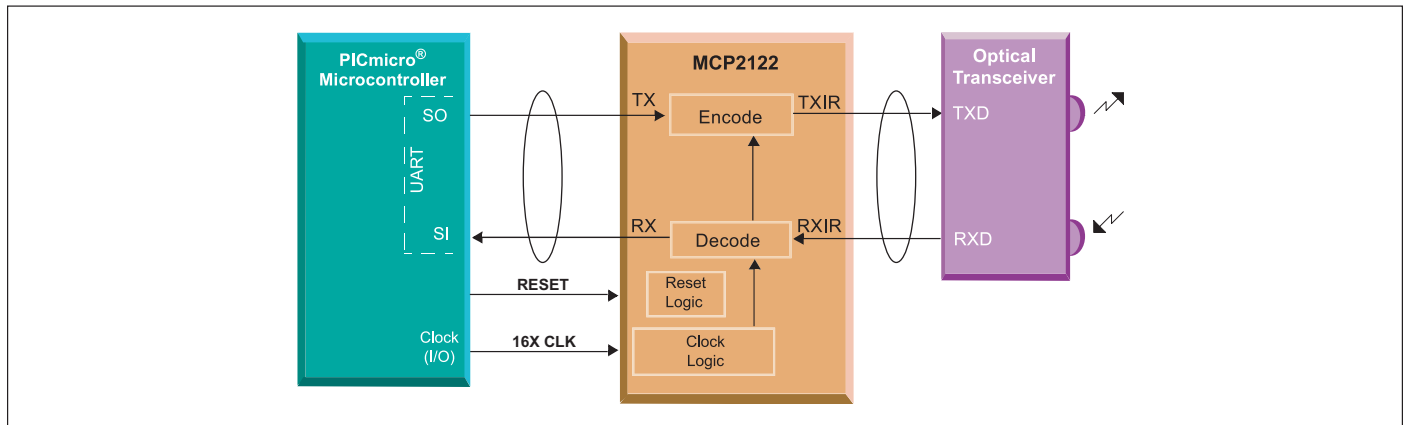 PICmicro®
Microcontroller
SO
UART
SI
Clock
(I/O)
RESET
16X CLK
MCP2122
TX
Encode
TXIR
RX
Decode
RXIR
Reset
Logic
Clock
Logic
Optical
Transceiver
TXD
RXD